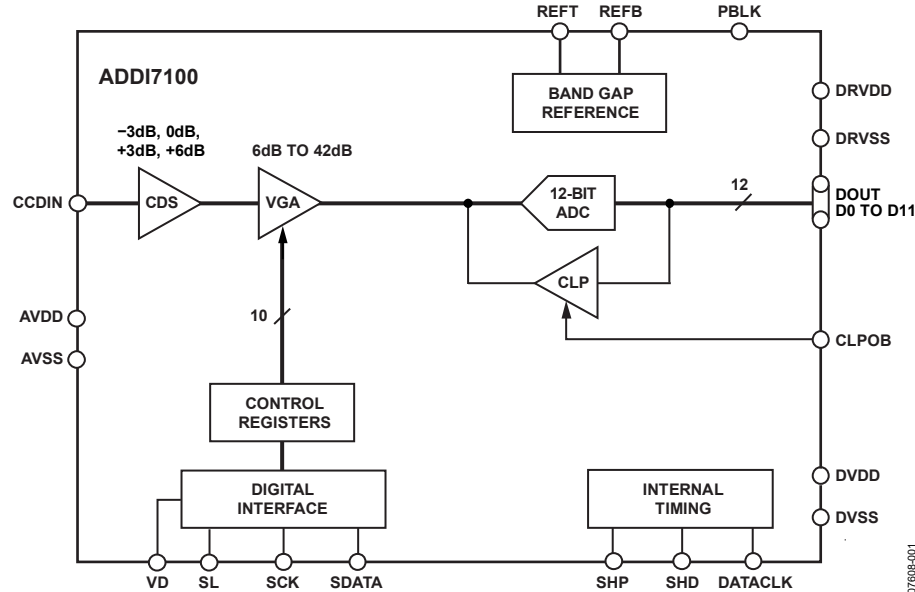 REFT REFB PBLK
ADDI7100
BAND GAP
REFERENCE
DRVDD
DRVSS
−3dB, 0dB,
+3dB, +6dB
6dB TO 42dB
CCDIN
CDS
VGA
12-BIT
ADC
12
DOUT
D0 TO D11
CLP
AVDD
10
CLPOB
AVSS
CONTROL
REGISTERS
DIGITAL
INTERFACE
INTERNAL
TIMING
DVDD
DVSS
VD SL SCK SDATA SHP SHD DATACLK
07608-001